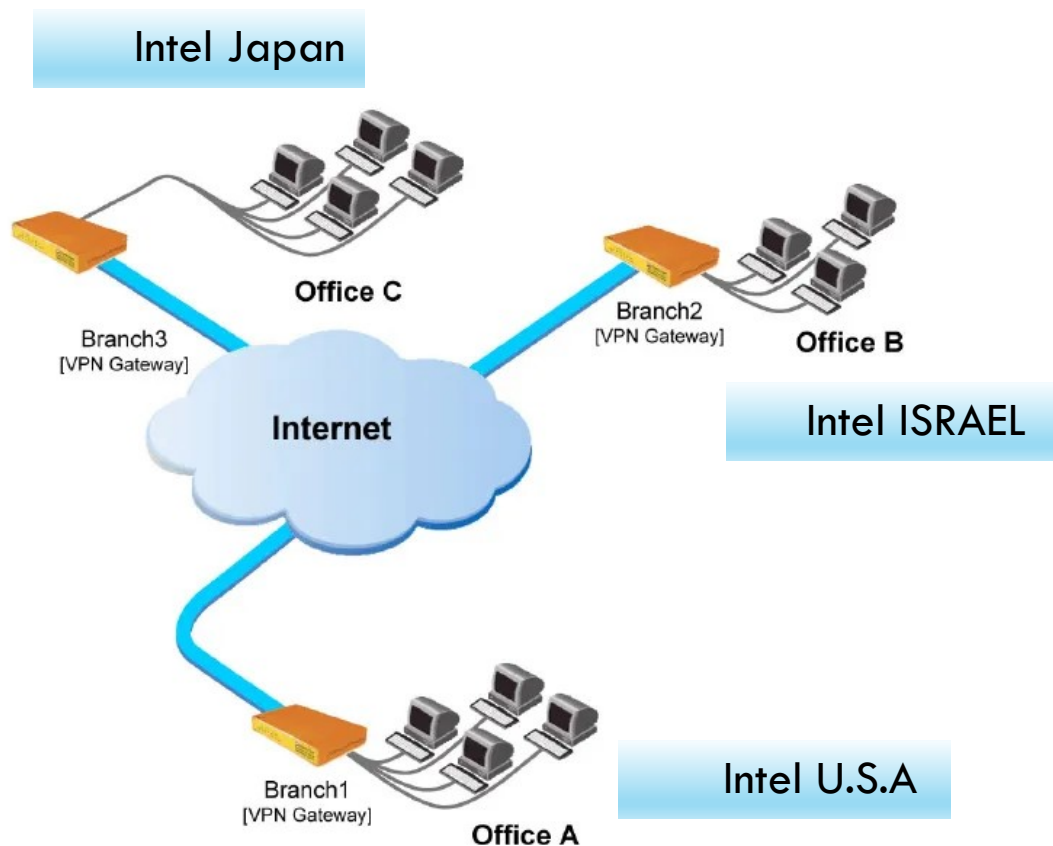 Intel Japan
Office C
Branch3
[VPN Gateway]
Branch2
[VPN Gateway]
Office B
Internet
Intel ISRAEL
Branch1
[VPN Gateway]
Office A
Intel U.S.A